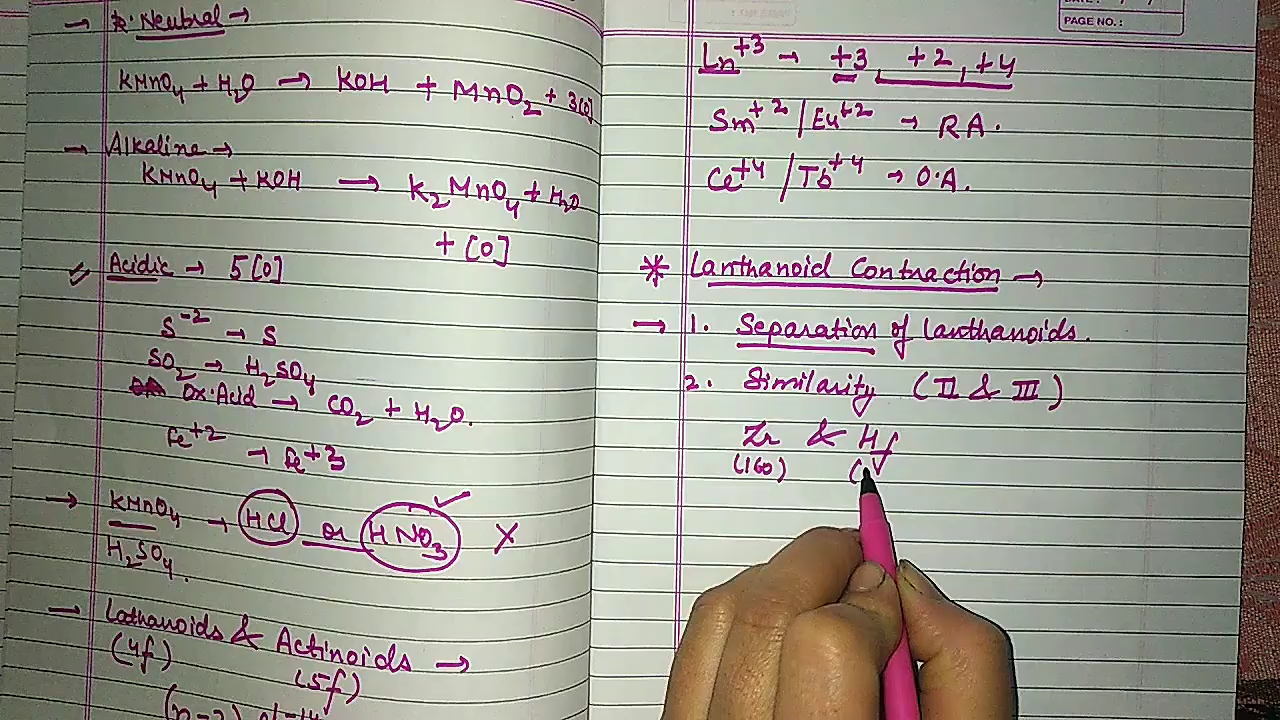 → Neutral →
KMnO4 + H2O → KOH + MnO2 + 3[O]
→ Alkaline →
KMnO4 + KOH → K2MnO4 + H2O
+ [O]
Acidic → 5[O]
S-2 → S
SO2 → H2SO4
Ox. Acid → CO2 + H2O.
Fe+2 → Fe+3
→ KMnO4 → HCl or HNO3 ✓ X
H2SO4.
→ Lathanoids & Actinoids →
(4f) (5f)
PAGE NO.:
Ln+3 → +3, +2, +4
Sm+2 / Eu+2 → RA.
Ce+4 / Tb+4 → O.A.
* Lanthanoid Contraction →
→ 1. Separation of lanthanoids.
2. Similarity (II & III)
Zr & Hf
(160) (